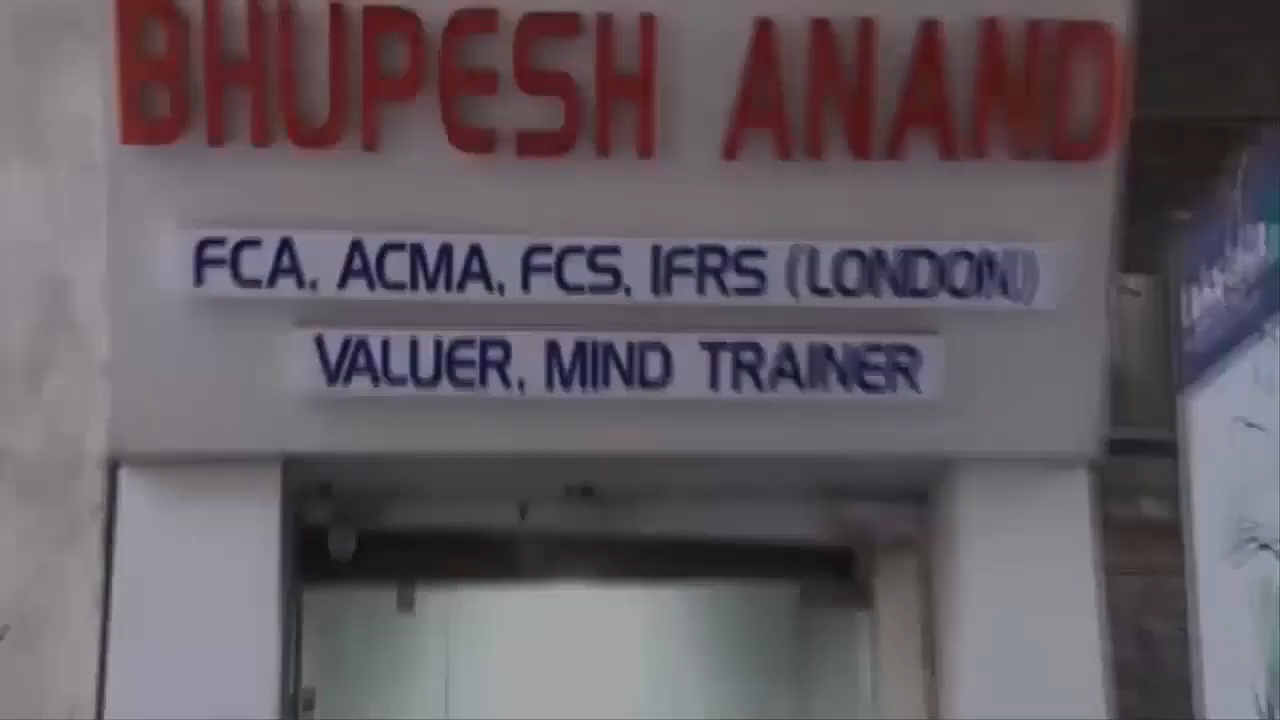 BHUPESH ANAND
FCA, ACMA, FCS, IFRS (LONDON)
VALUER, MIND TRAINER